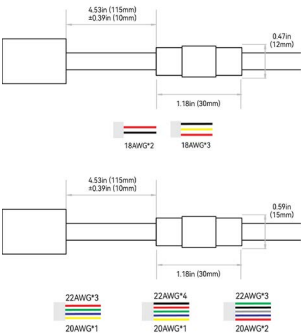 4.53in (115mm)
±0.39in (10mm)
0.47in
(12mm)
1.18in (30mm)
18AWG*2
18AWG*3
4.53in (115mm)
±0.39in (10mm)
0.59in
(15mm)
1.18in (30mm)
22AWG*3
22AWG*4
22AWG*3
20AWG*1
20AWG*1
20AWG*2